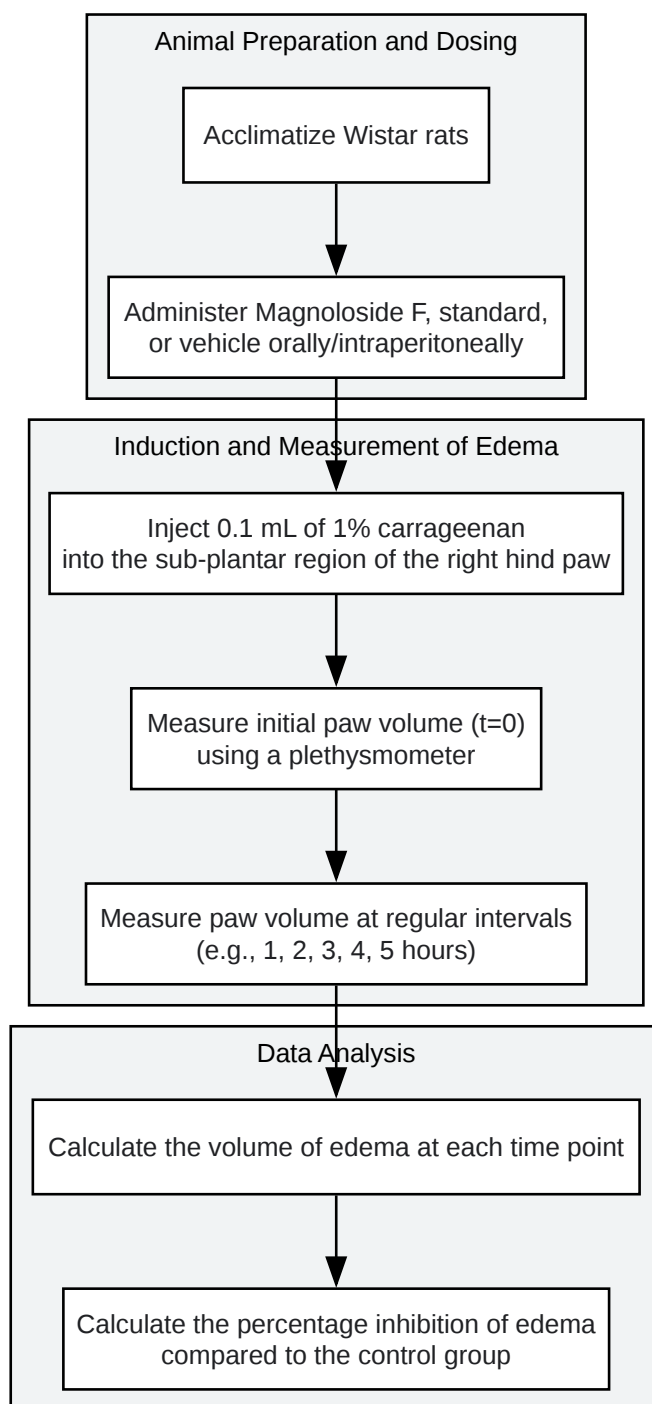 Animal Preparation and Dosing
Acclimatize Wistar rats
Administer Magnoloside F, standard,
or vehicle orally/intraperitoneally
Induction and Measurement of Edema
Inject 0.1 mL of 1% carrageenan
into the sub-plantar region of the right hind paw
Measure initial paw volume (t=0)
using a plethysmometer
Measure paw volume at regular intervals
(e.g., 1, 2, 3, 4, 5 hours)
Data Analysis
Calculate the volume of edema at each time point
Calculate the percentage inhibition of edema
compared to the control group